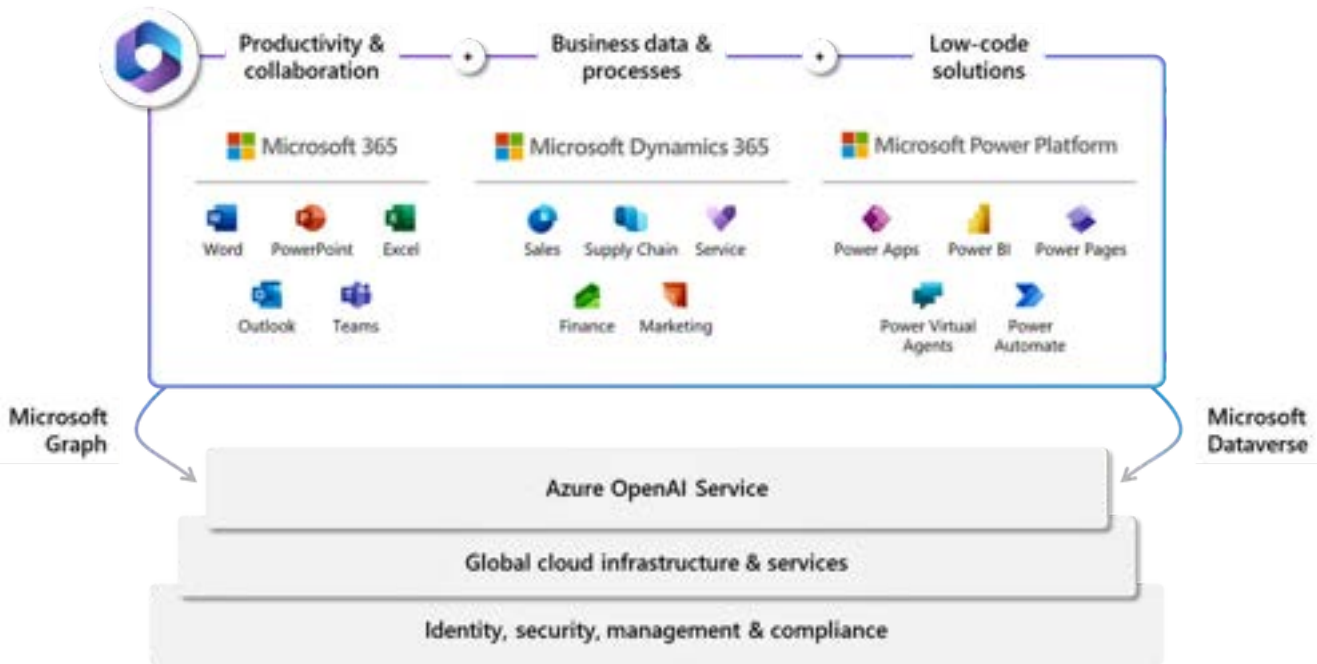 Productivity &
collaboration
Business data &
processes
Low-code
solutions
Microsoft 365
Microsoft Dynamics 365
Microsoft Power Platform
Word
PowerPoint
Excel
Outlook
Teams
Sales
Supply Chain
Service
Finance
Marketing
Power Apps
Power BI
Power Pages
Power Virtual
Agents
Power
Automate
Microsoft
Graph
Microsoft
Dataverse
Azure OpenAI Service
Global cloud infrastructure & services
Identity, security, management & compliance